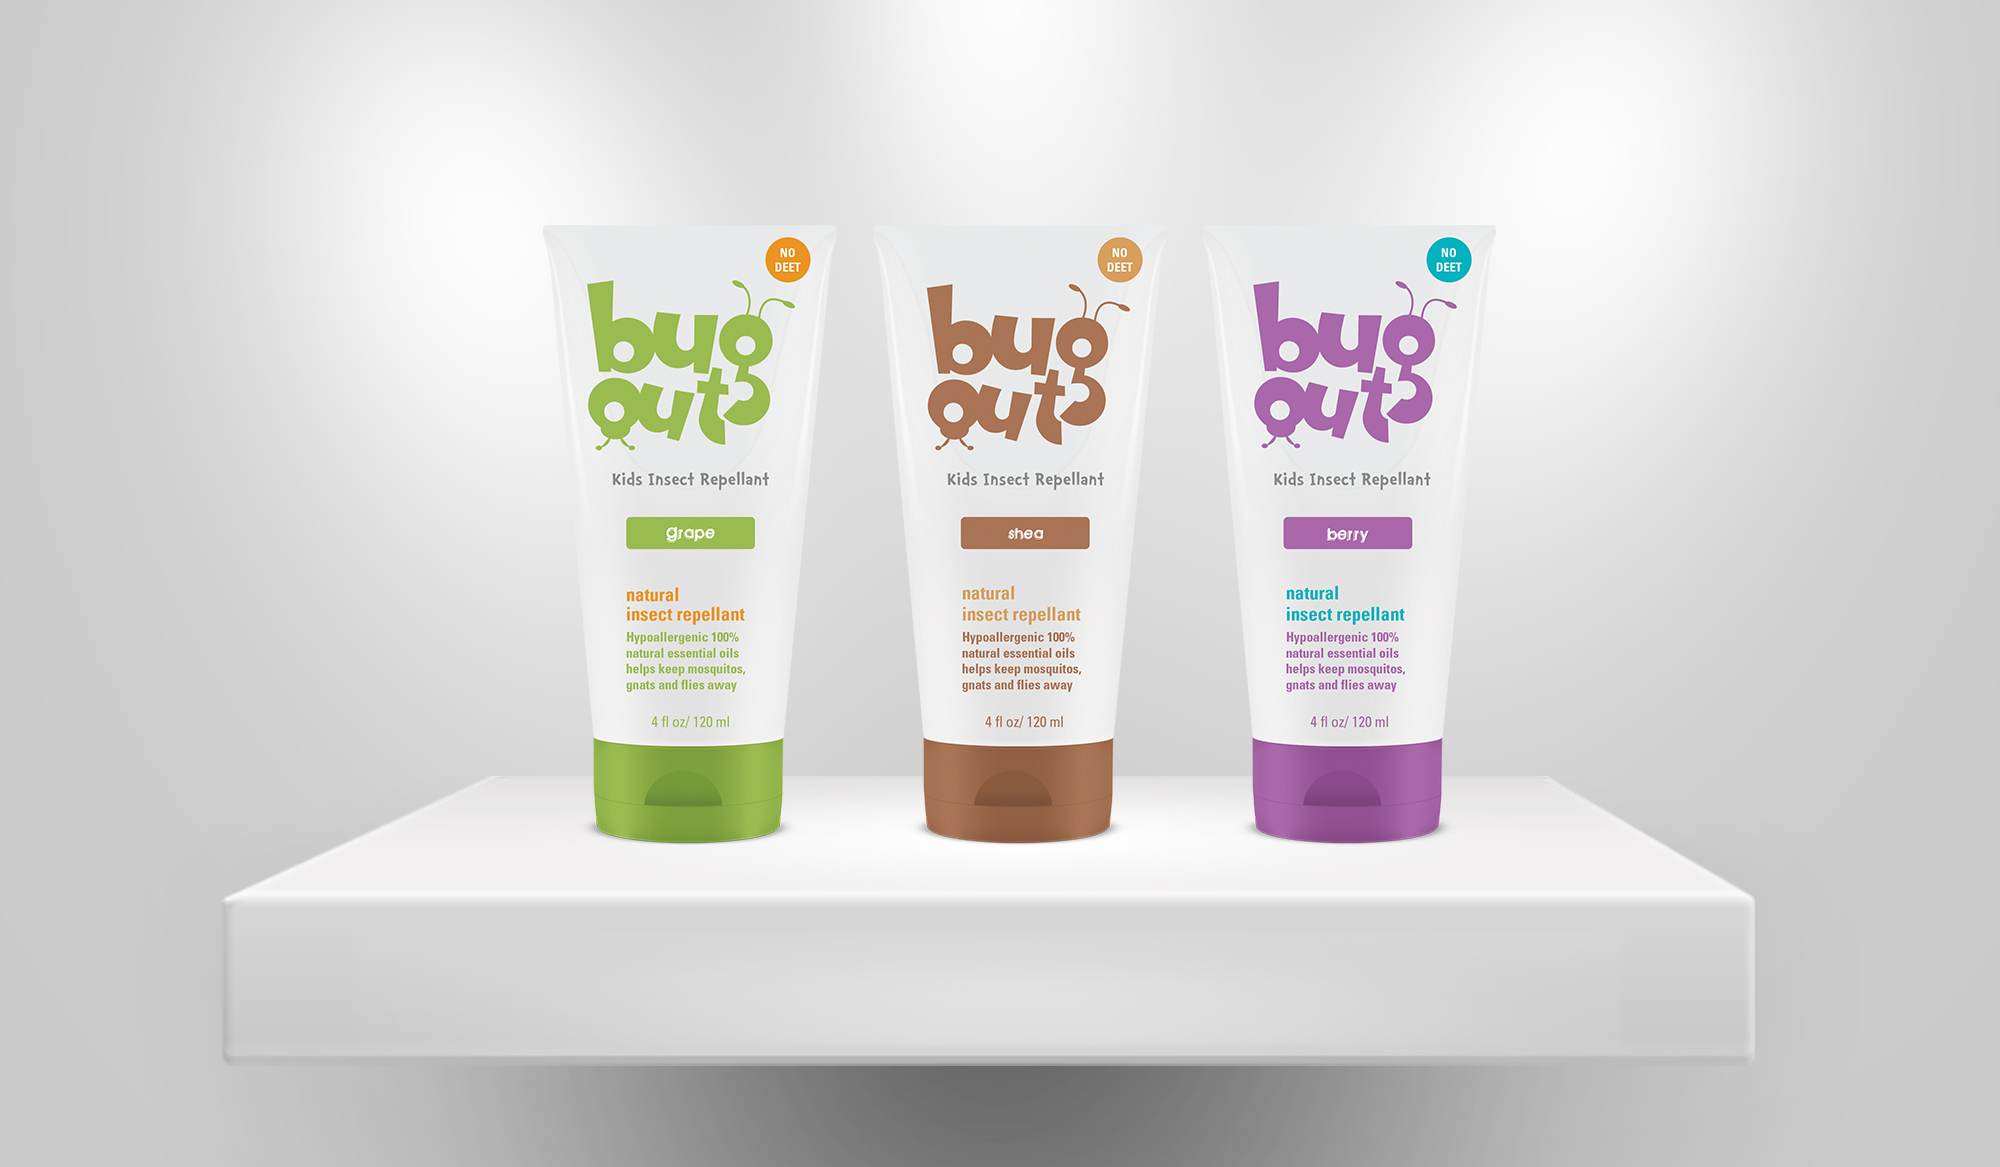 NO
DEET
bug
out
Kids Insect Repellant
grape
natural
insect repellant
Hypoallergenic 100%
natural essential oils
helps keep mosquitos,
gnats and flies away
4 fl oz/ 120 ml
NO
DEET
bug
out
Kids Insect Repellant
shea
natural
insect repellant
Hypoallergenic 100%
natural essential oils
helps keep mosquitos,
gnats and flies away
4 fl oz/ 120 ml
NO
DEET
bug
out
Kids Insect Repellant
berry
natural
insect repellant
Hypoallergenic 100%
natural essential oils
helps keep mosquitos,
gnats and flies away
4 fl oz/ 120 ml